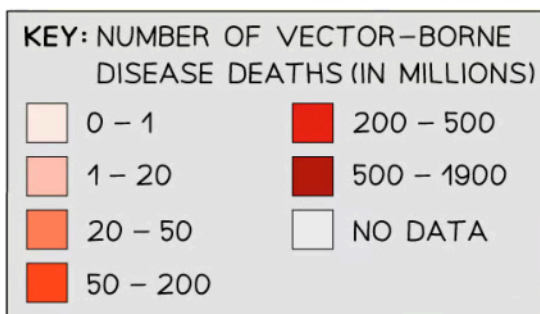 KEY: NUMBER OF VECTOR–BORNE
DISEASE DEATHS (IN MILLIONS)
0 – 1
1 – 20
20 – 50
50 – 200
200 – 500
500 – 1900
NO DATA